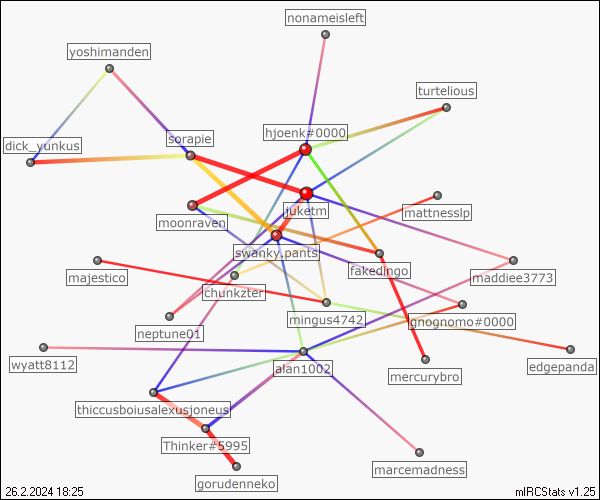 nonameisleft
yoshimanden
turtelious
hjoenk#0000
sorapie
dick_yunkus
juketm
mattnesslp
moonraven
swanky.pants
majestico
fakedingo
maddiee3773
chunkzter
mingus4742
gnognomo#0000
neptune01
wyatt8112
alan1002
mercurybro
edgepanda
thiccusboiusalexusjoneus
Thinker#5995
marcemadness
gorudenneko
26.2.2024 18:25
mIRCStats v1.25